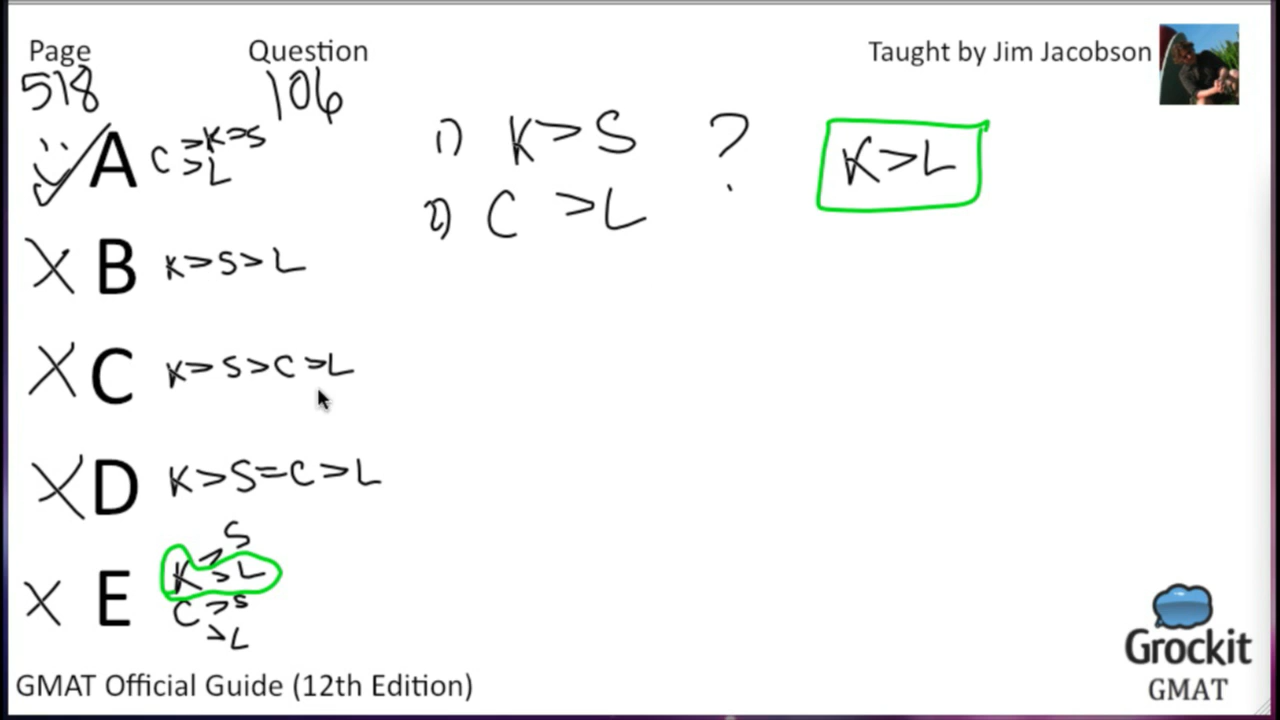 Page Question Taught by Jim Jacobson
518 106
A C >K>S
>L
1) K>S ? K>L
2) C >L
B K>S>L
C K>S>C>L
D K>S=C>L
E K >S
>L
C >S
>L
GMAT Official Guide (12th Edition)
Grockit
GMAT